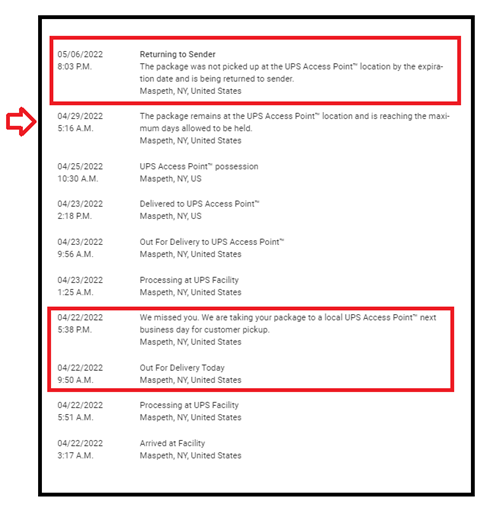 05/06/2022 Returning to Sender
8:03 P.M. The package was not picked up at the UPS Access Point™ location by the expira-
tion date and is being returned to sender.
Maspeth, NY, United States
04/29/2022 The package remains at the UPS Access Point™ location and is reaching the maxi-
5:16 A.M. mum days allowed to be held.
Maspeth, NY, United States
04/25/2022 UPS Access Point™ possession
10:30 A.M. Maspeth, NY, US
04/23/2022 Delivered to UPS Access Point™
2:18 P.M. Maspeth, NY, US
04/23/2022 Out For Delivery to UPS Access Point™
9:56 A.M. Maspeth, NY, United States
04/23/2022 Processing at UPS Facility
1:25 A.M. Maspeth, NY, United States
04/22/2022 We missed you. We are taking your package to a local UPS Access Point™ next
5:38 P.M. business day for customer pickup.
Maspeth, NY, United States
04/22/2022 Out For Delivery Today
9:50 A.M. Maspeth, NY, United States
04/22/2022 Processing at UPS Facility
5:51 A.M. Maspeth, NY, United States
04/22/2022 Arrived at Facility
3:17 A.M. Maspeth, NY, United States